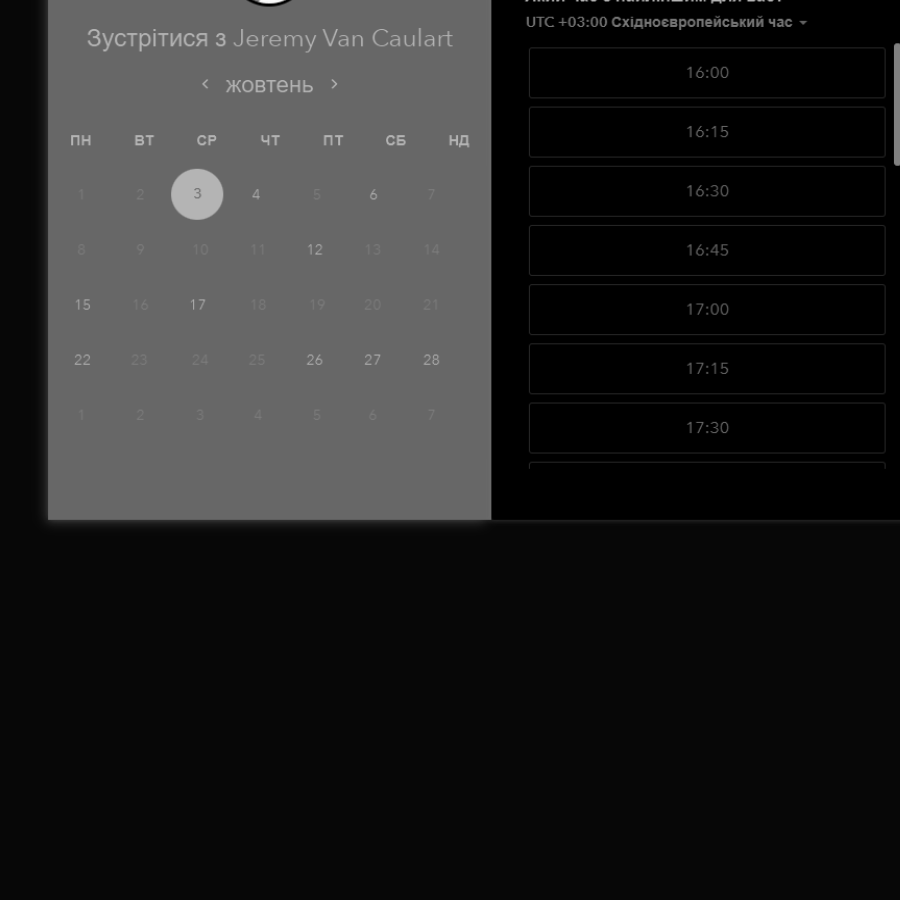 Зустрітися з Jeremy Van Caulart
жовтень
ПН ВТ СР ЧТ ПТ СБ НД
1 2 3 4 5 6 7
8 9 10 11 12 13 14
15 16 17 18 19 20 21
22 23 24 25 26 27 28
1 2 3 4 5 6 7
UTC +03:00 Східноєвропейський час
16:00
16:15
16:30
16:45
17:00
17:15
17:30